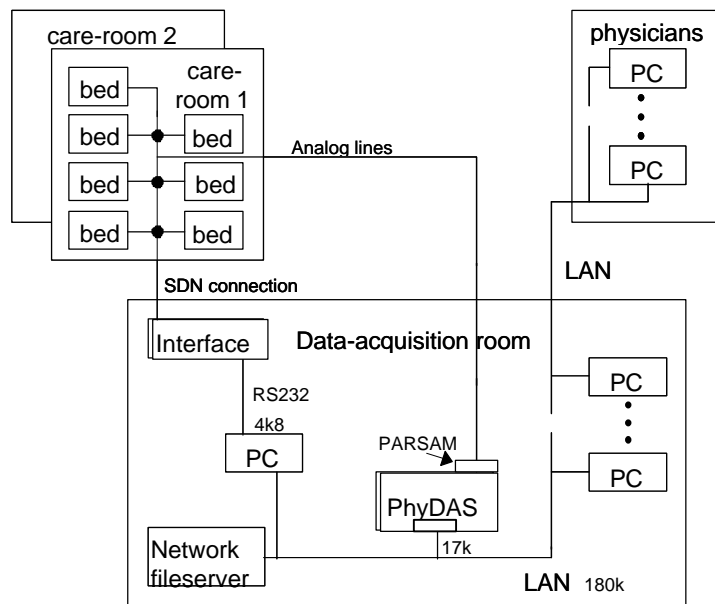 care-room 2
physicians
care-
room 1
bed
bed
bed
bed
bed
bed
bed
PC
PC
Analog lines
SDN connection
LAN
Interface
Data-acquisition room
RS232
4k8
PC
PARSAM
PhyDAS
17k
PC
PC
Network
fileserver
LAN 180k